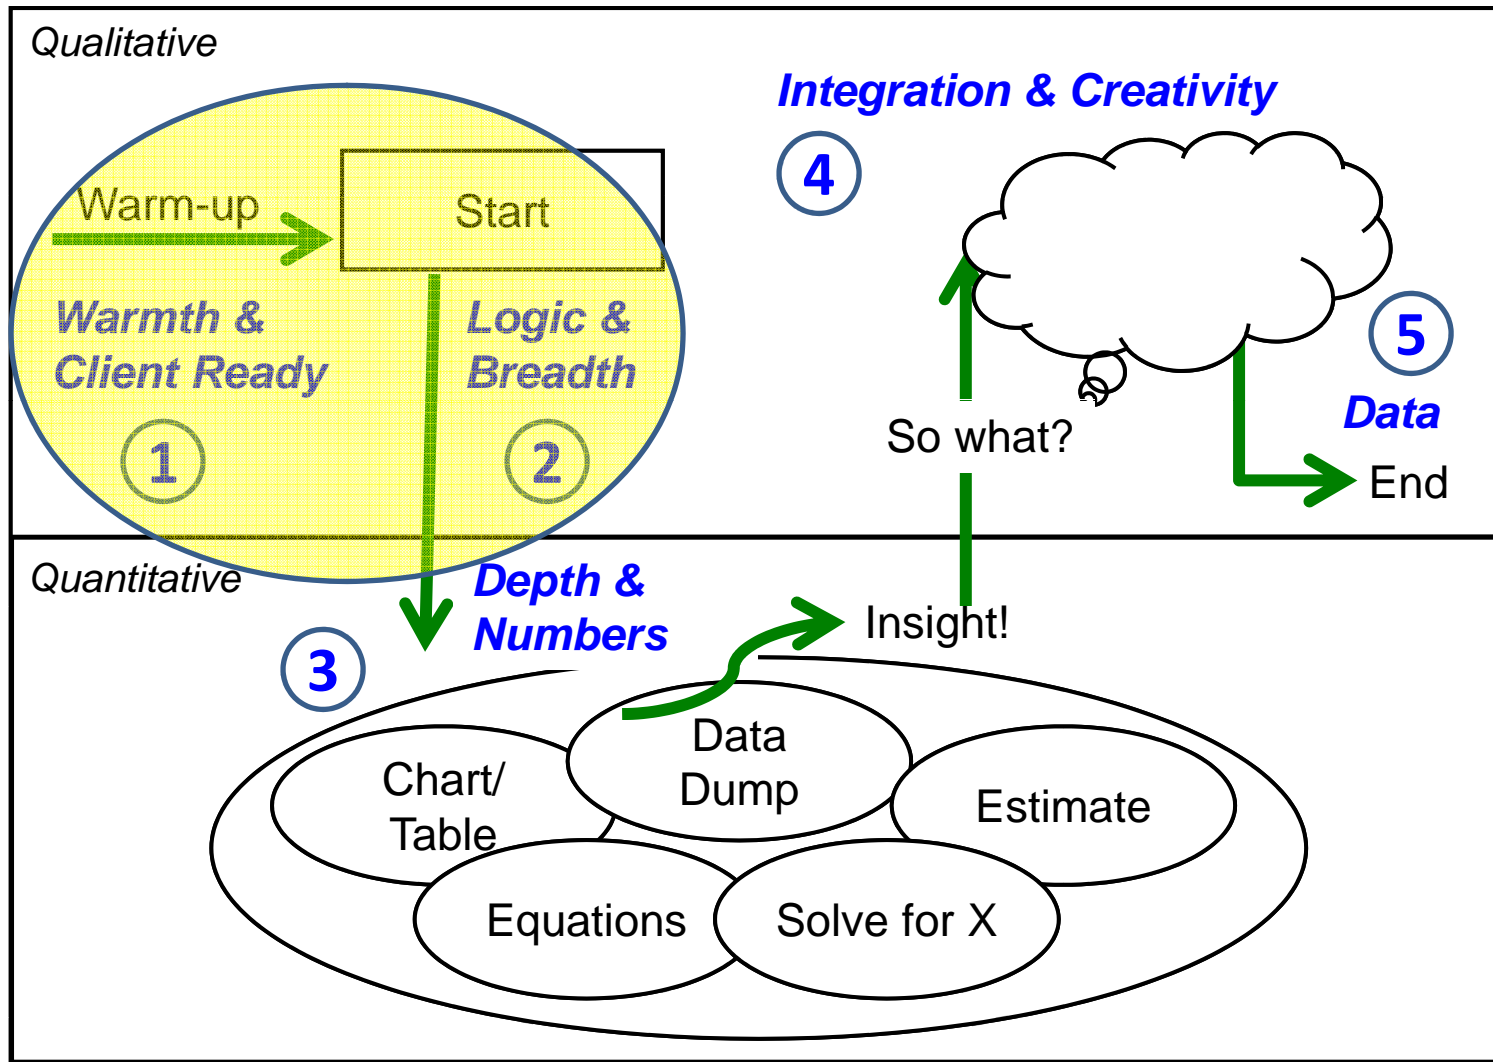 Qualitative
Warm-up
Start
Warmth &
Client Ready
1
Logic &
Breadth
2
Integration & Creativity
4
So what?
5
Data
End
Quantitative
Depth &
Numbers
3
Insight!
Chart/
Table
Data
Dump
Estimate
Equations
Solve for X